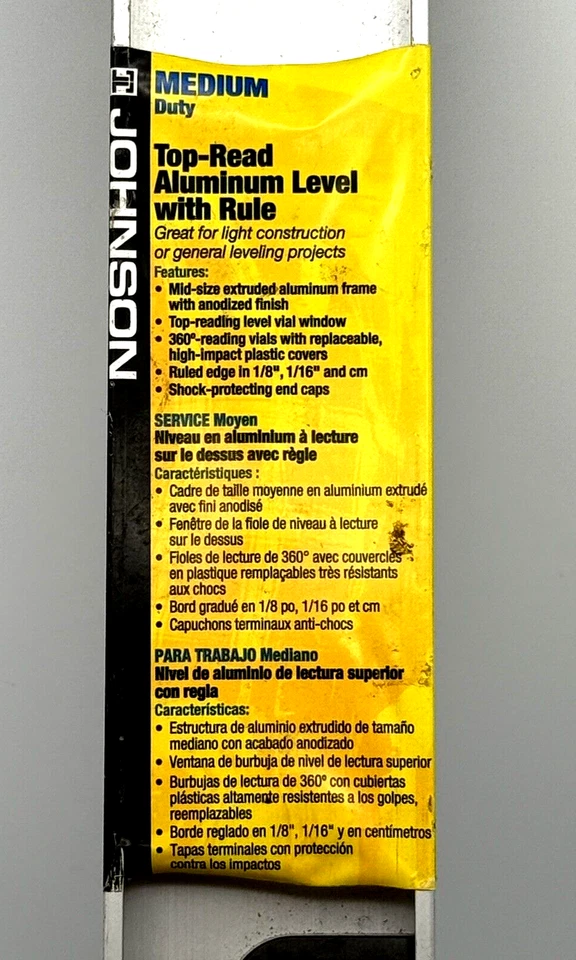 JOHNSON
MEDIUM
Duty
Top-Read
Aluminum Level
with Rule
Great for light construction
or general leveling projects
Features:
• Mid-size extruded aluminum frame
with anodized finish
• Top-reading level vial window
• 360°-reading vials with replaceable,
high-impact plastic covers
• Ruled edge in 1/8", 1/16" and cm
• Shock-protecting end caps
SERVICE Moyen
Niveau en aluminium à lecture
sur le dessus avec règle
Caractéristiques :
• Cadre de taille moyenne en aluminium extrudé
avec fini anodisé
• Fenêtre de la fiole de niveau à lecture
sur le dessus
• Fioles de lecture de 360° avec couvercles
en plastique remplaçables très résistants
aux chocs
• Bord gradué en 1/8 po, 1/16 po et cm
• Capuchons terminaux anti-chocs
PARA TRABAJO Mediano
Nivel de aluminio de lectura superior
con regla
Características:
• Estructura de aluminio extrudido de tamaño
mediano con acabado anodizado
• Ventana de burbuja de nivel de lectura superior
• Burbujas de lectura de 360° con cubiertas
plásticas altamente resistentes a los golpes,
reemplazables
• Borde reglado en 1/8", 1/16" y en centímetros
• Tapas terminales con protección
contra los impactos